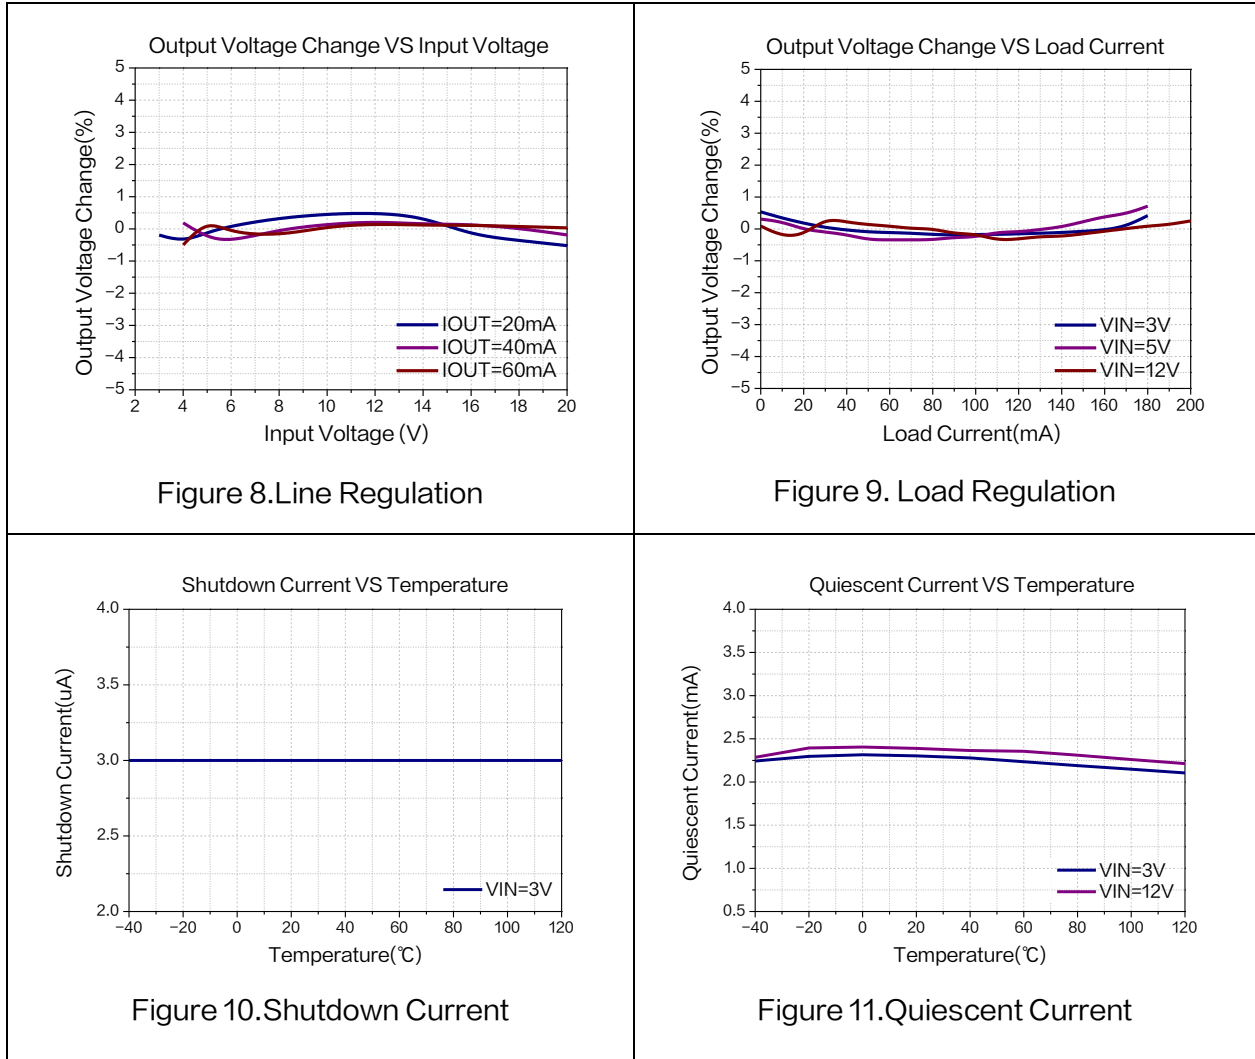 Output Voltage Change VS Input Voltage
Output Voltage Change(%)
5
4
3
2
1
0
−1
−2
−3
−4
−5
IOUT=20mA
IOUT=40mA
IOUT=60mA
2 4 6 8 10 12 14 16 18 20
Input Voltage (V)
Figure 8.Line Regulation
Output Voltage Change VS Load Current
Output Voltage Change(%)
5
4
3
2
1
0
−1
−2
−3
−4
−5
VIN=3V
VIN=5V
VIN=12V
0 20 40 60 80 100 120 140 160 180 200
Load Current(mA)
Figure 9. Load Regulation
Shutdown Current VS Temperature
Shutdown Current(uA)
4.0
3.5
3.0
2.5
2.0
VIN=3V
−40 −20 0 20 40 60 80 100 120
Temperature(℃)
Figure 10.Shutdown Current
Quiescent Current VS Temperature
Quiescent Current(mA)
4.0
3.5
3.0
2.5
2.0
1.5
1.0
0.5
VIN=3V
VIN=12V
−40 −20 0 20 40 60 80 100 120
Temperature(℃)
Figure 11.Quiescent Current